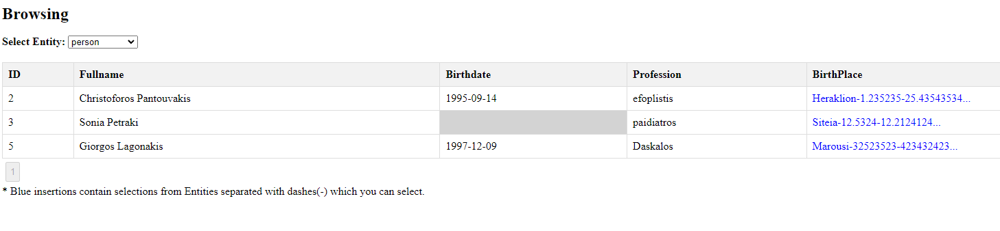 Browsing
Select Entity: person
ID Fullname Birthdate Profession BirthPlace
2 Christoforos Pantouvakis 1995-09-14 efoplistis Heraklion-1.235235-25.43543534...
3 Sonia Petraki paidiatros Siteia-12.5324-12.2124124...
5 Giorgos Lagonakis 1997-12-09 Daskalos Marousi-32523523-423432423...
1
* Blue insertions contain selections from Entities separated with dashes(-) which you can select.